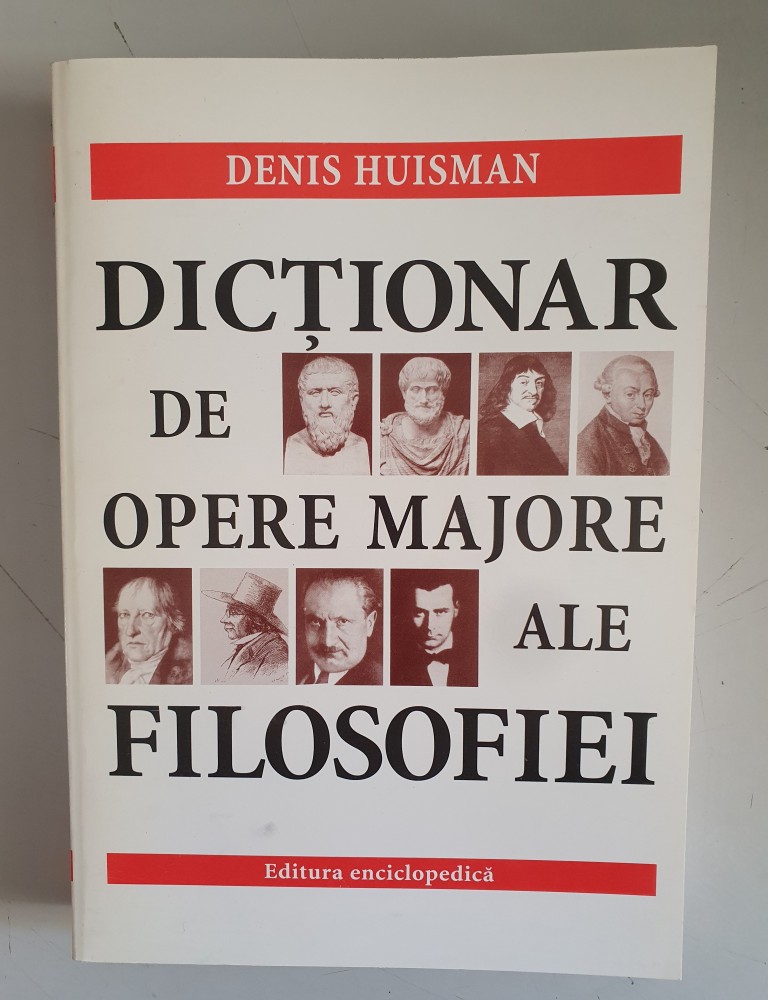 DENIS HUISMAN
DICȚIONAR
DE
OPERE MAJORE
ALE
FILOSOFIEI
Editura enciclopedică